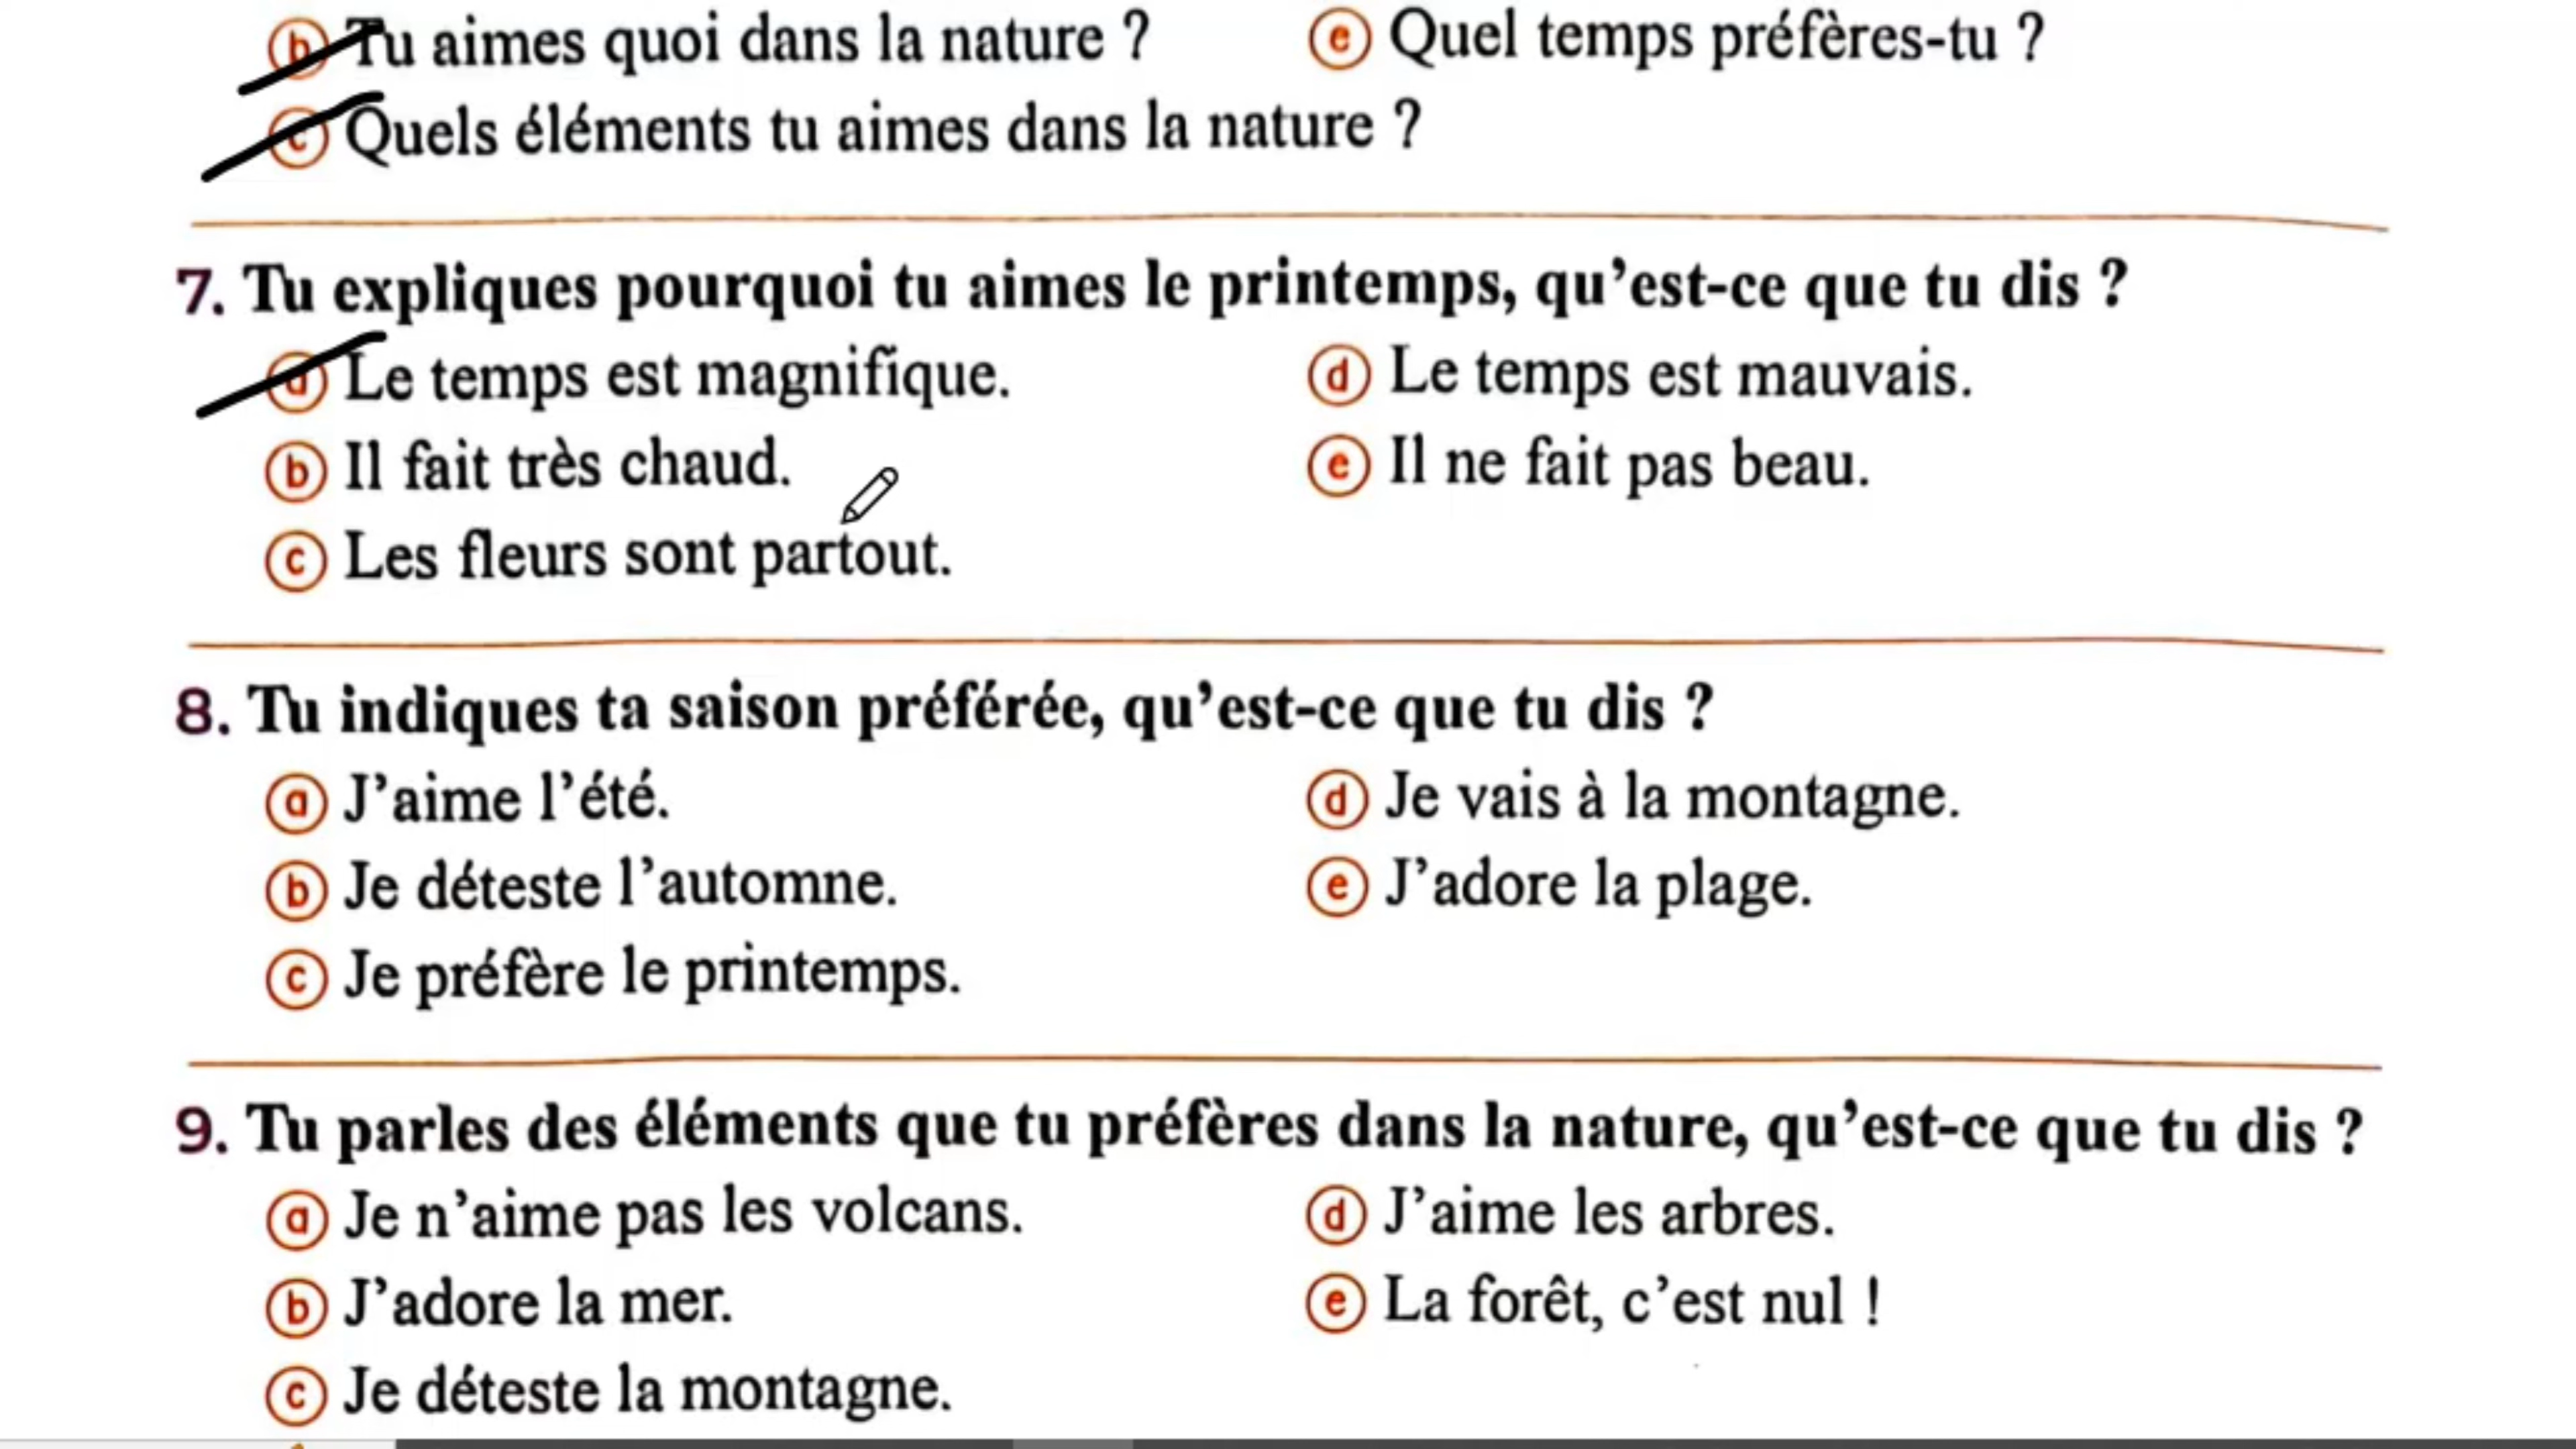 b Tu aimes quoi dans la nature ?
e Quel temps préfères-tu ?
c Quels éléments tu aimes dans la nature ?
7. Tu expliques pourquoi tu aimes le printemps, qu’est-ce que tu dis ?
a Le temps est magnifique.
d Le temps est mauvais.
b Il fait très chaud.
e Il ne fait pas beau.
c Les fleurs sont partout.
8. Tu indiques ta saison préférée, qu’est-ce que tu dis ?
a J’aime l’été.
d Je vais à la montagne.
b Je déteste l’automne.
e J’adore la plage.
c Je préfère le printemps.
9. Tu parles des éléments que tu préfères dans la nature, qu’est-ce que tu dis ?
a Je n’aime pas les volcans.
d J’aime les arbres.
b J’adore la mer.
e La forêt, c’est nul !
c Je déteste la montagne.